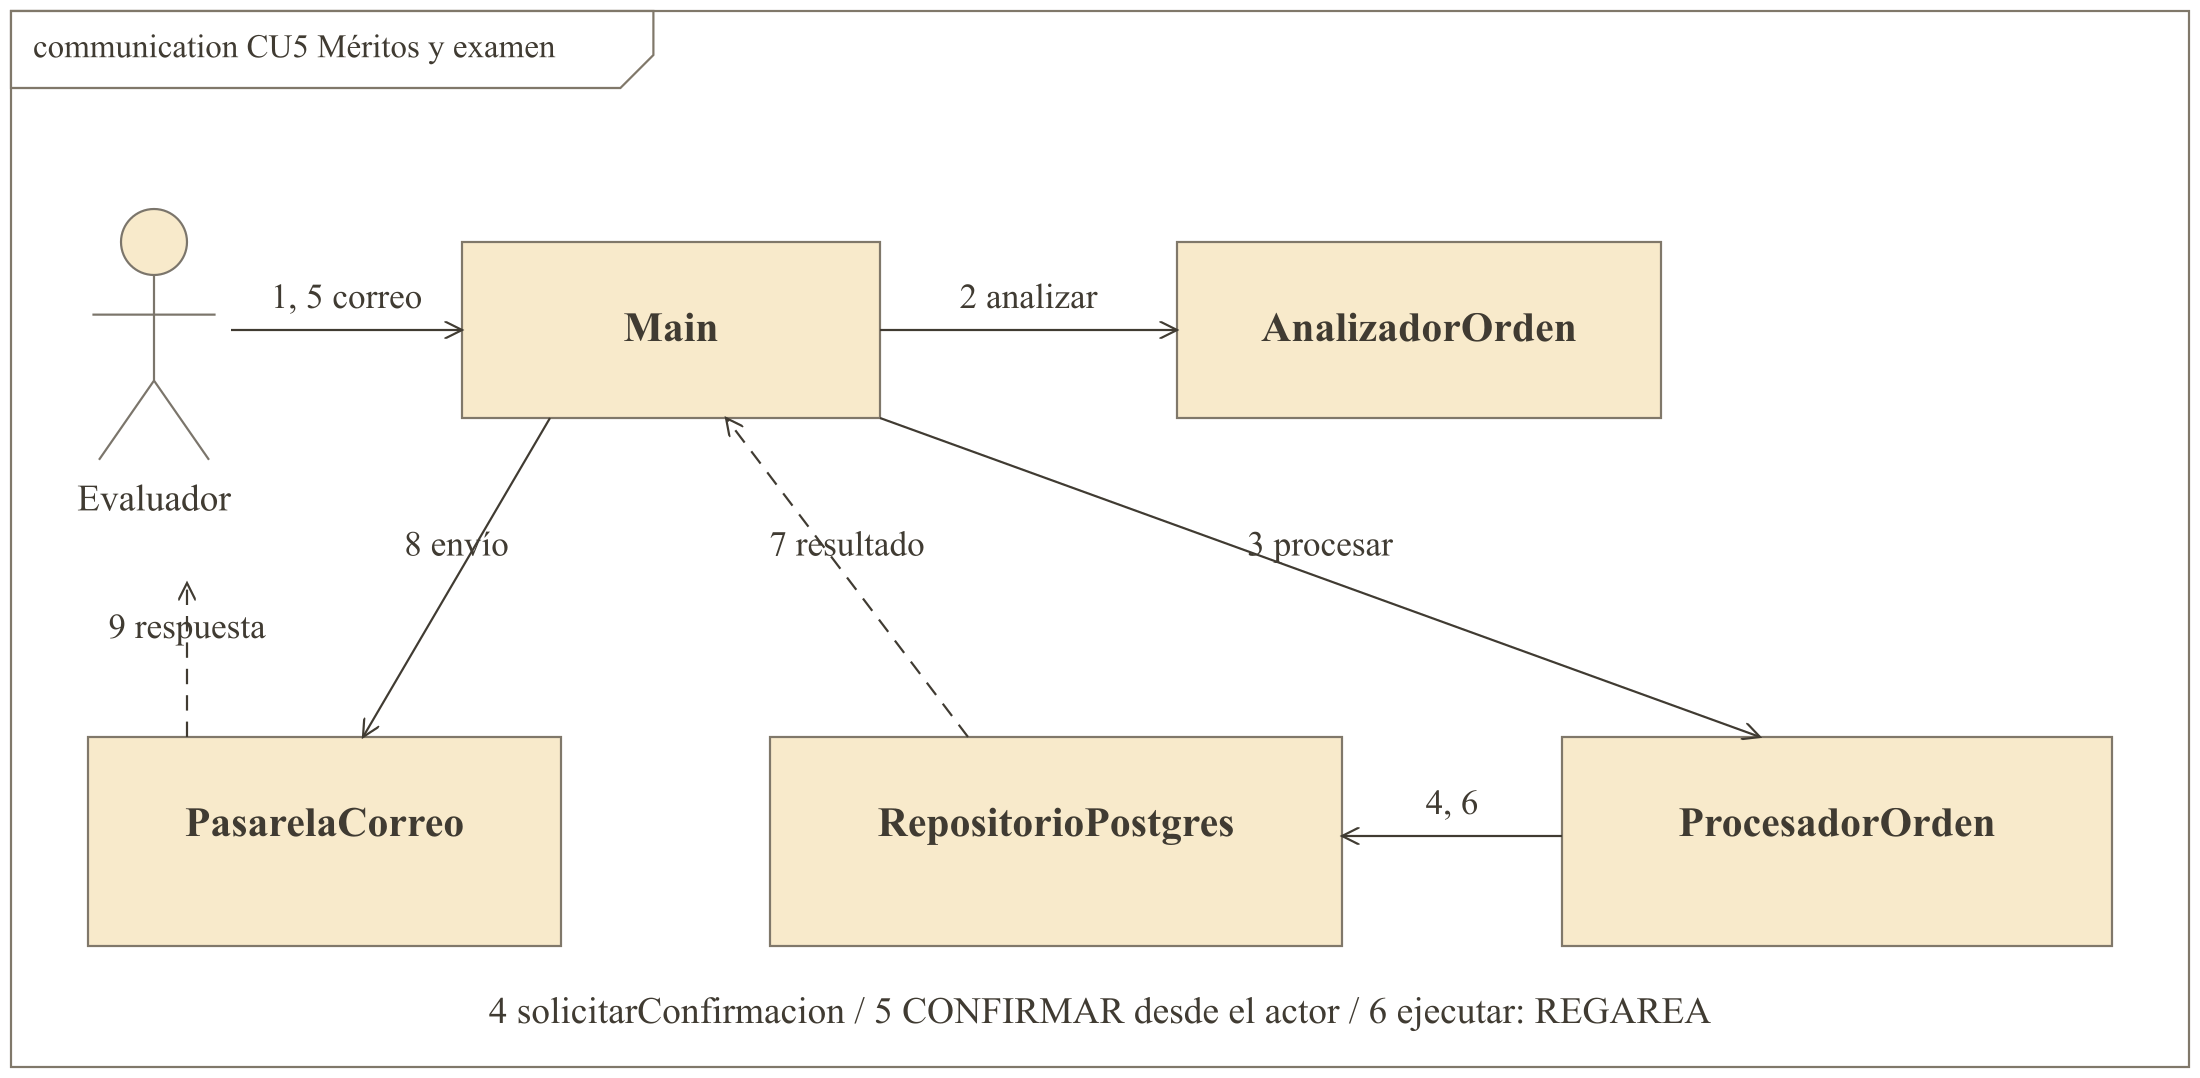 communication CU5 Méritos y examen
1, 5 correo
Main
2 analizar
AnalizadorOrden
Evaluador
8 envío
7 resultado
3 procesar
9 respuesta
PasarelaCorreo
RepositorioPostgres
4, 6
ProcesadorOrden
4 solicitarConfirmacion / 5 CONFIRMAR desde el actor / 6 ejecutar: REGAREA